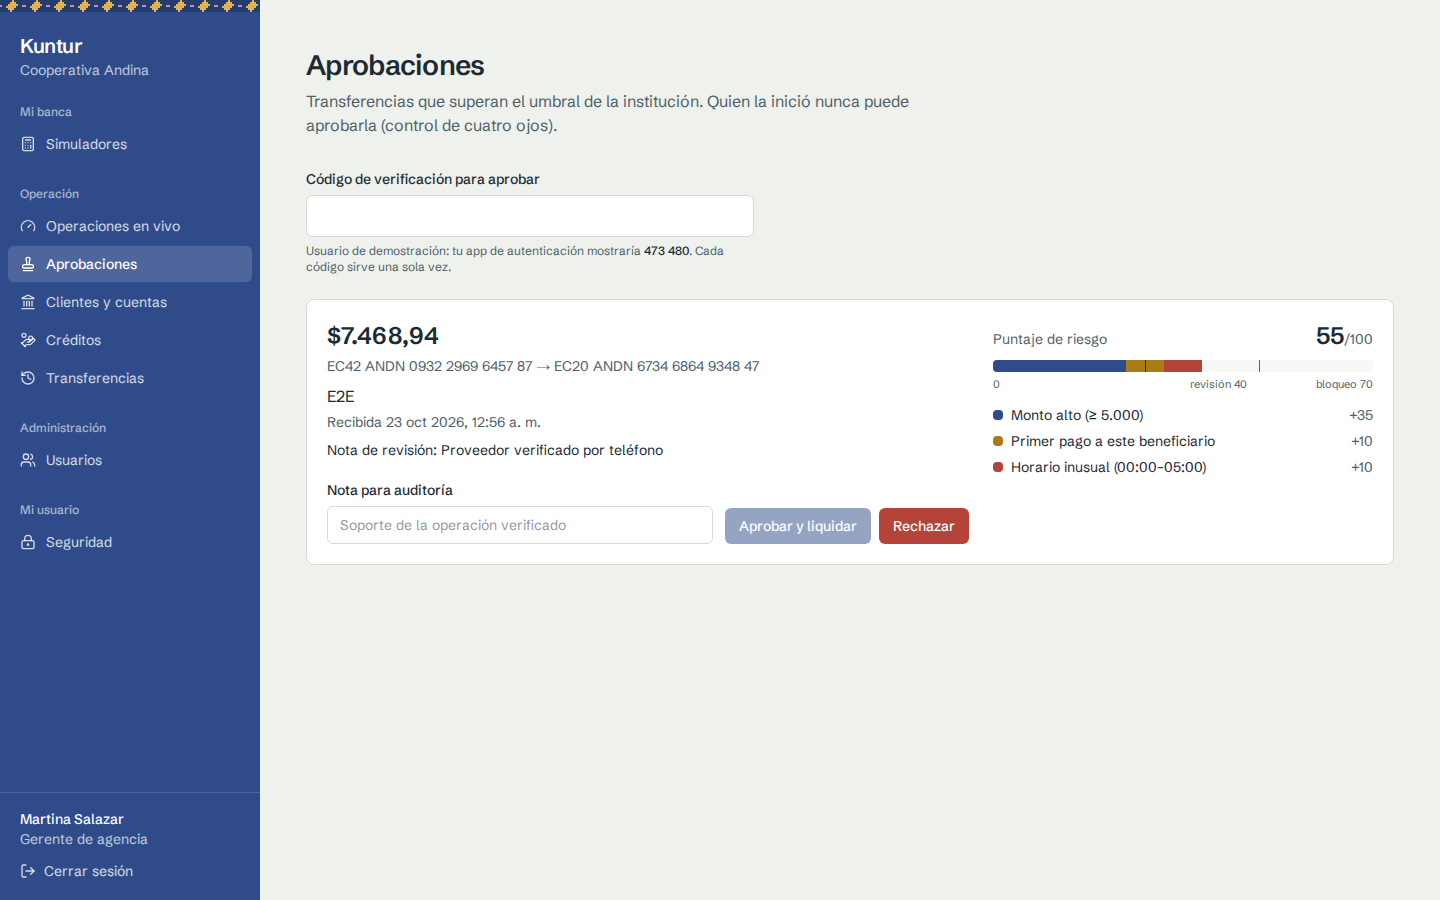 Kuntur
Cooperativa Andina
Mi banca
Simuladores
Operación
Operaciones en vivo
Aprobaciones
Clientes y cuentas
Créditos
Transferencias
Administración
Usuarios
Mi usuario
Seguridad
Martina Salazar
Gerente de agencia
Cerrar sesión
Aprobaciones
Transferencias que superan el umbral de la institución. Quien la inició nunca puede
aprobarla (control de cuatro ojos).
Código de verificación para aprobar
Usuario de demostración: tu app de autenticación mostraría 473 480. Cada
código sirve una sola vez.
$7.468,94
EC42 ANDN 0932 2969 6457 87 → EC20 ANDN 6734 6864 9348 47
E2E
Recibida 23 oct 2026, 12:56 a. m.
Nota de revisión: Proveedor verificado por teléfono
Nota para auditoría
Soporte de la operación verificado
Aprobar y liquidar
Rechazar
Puntaje de riesgo 55/100
0 revisión 40 bloqueo 70
Monto alto (≥ 5.000) +35
Primer pago a este beneficiario +10
Horario inusual (00:00–05:00) +10